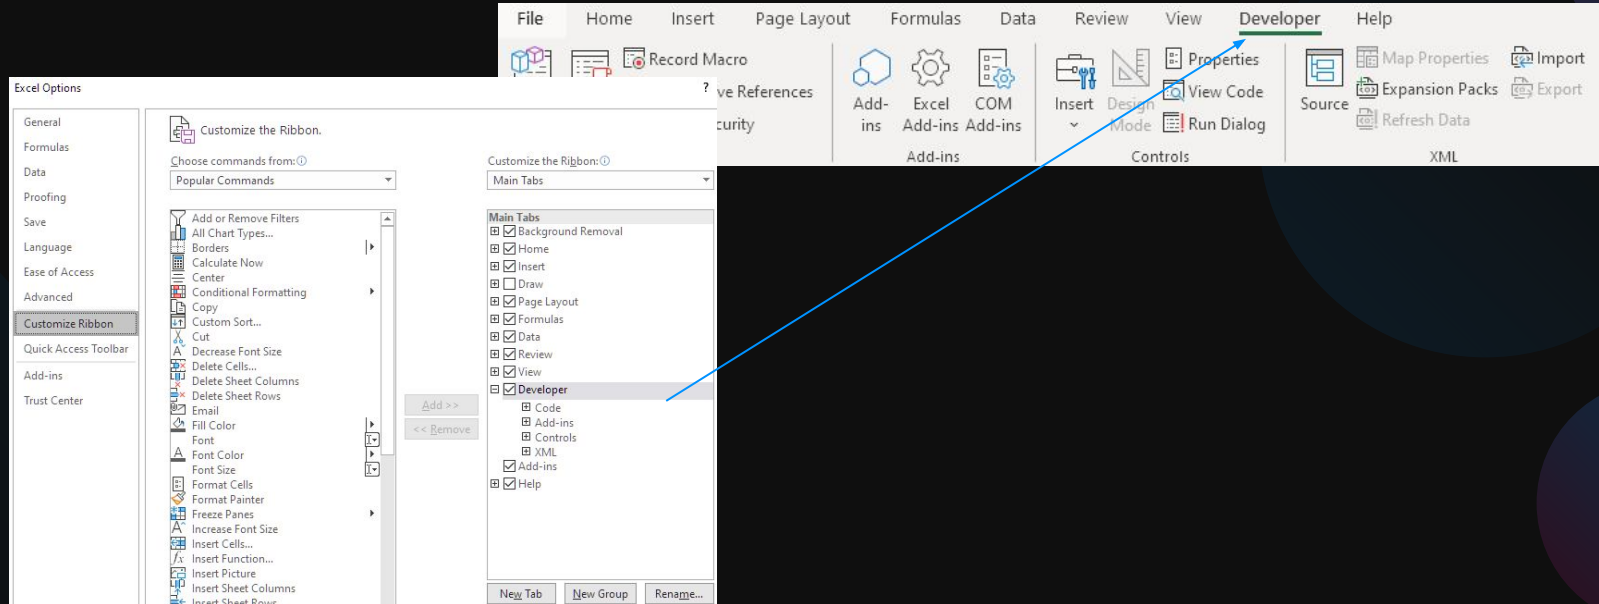 File Home Insert Page Layout Formulas Data Review View Developer Help
Record Macro
ve References
curity
Add-
ins
Excel
Add-ins
COM
Add-ins
Add-ins
Insert
Design
Mode
Properties
View Code
Run Dialog
Controls
Source
Map Properties
Expansion Packs
Refresh Data
Import
Export
XML
Excel Options
?
General
Formulas
Data
Proofing
Save
Language
Ease of Access
Advanced
Customize Ribbon
Quick Access Toolbar
Add-ins
Trust Center
Customize the Ribbon.
Choose commands from:
Popular Commands
Add or Remove Filters
All Chart Types...
Borders
Calculate Now
Center
Conditional Formatting
Copy
Custom Sort...
Cut
Decrease Font Size
Delete Cells...
Delete Sheet Columns
Delete Sheet Rows
Email
Fill Color
Font
Font Color
Font Size
Format Cells
Format Painter
Freeze Panes
Increase Font Size
Insert Cells...
Insert Function...
Insert Picture
Insert Sheet Columns
Insert Sheet Rows
Add >>
<< Remove
Customize the Ribbon:
Main Tabs
Main Tabs
Background Removal
Home
Insert
Draw
Page Layout
Formulas
Data
Review
View
Developer
Code
Add-ins
Controls
XML
Add-ins
Help
New Tab
New Group
Rename...